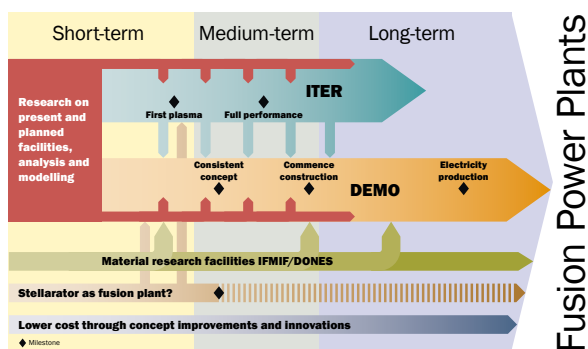 Short-term
Medium-term
Long-term
Research on
present and
planned
facilities,
analysis and
modelling
ITER
First plasma
Full performance
Consistent
concept
Commence
construction
Electricity
production
DEMO
Material research facilities IFMIF/DONES
Stellarator as fusion plant?
Lower cost through concept improvements and innovations
Milestone
Fusion Power Plants